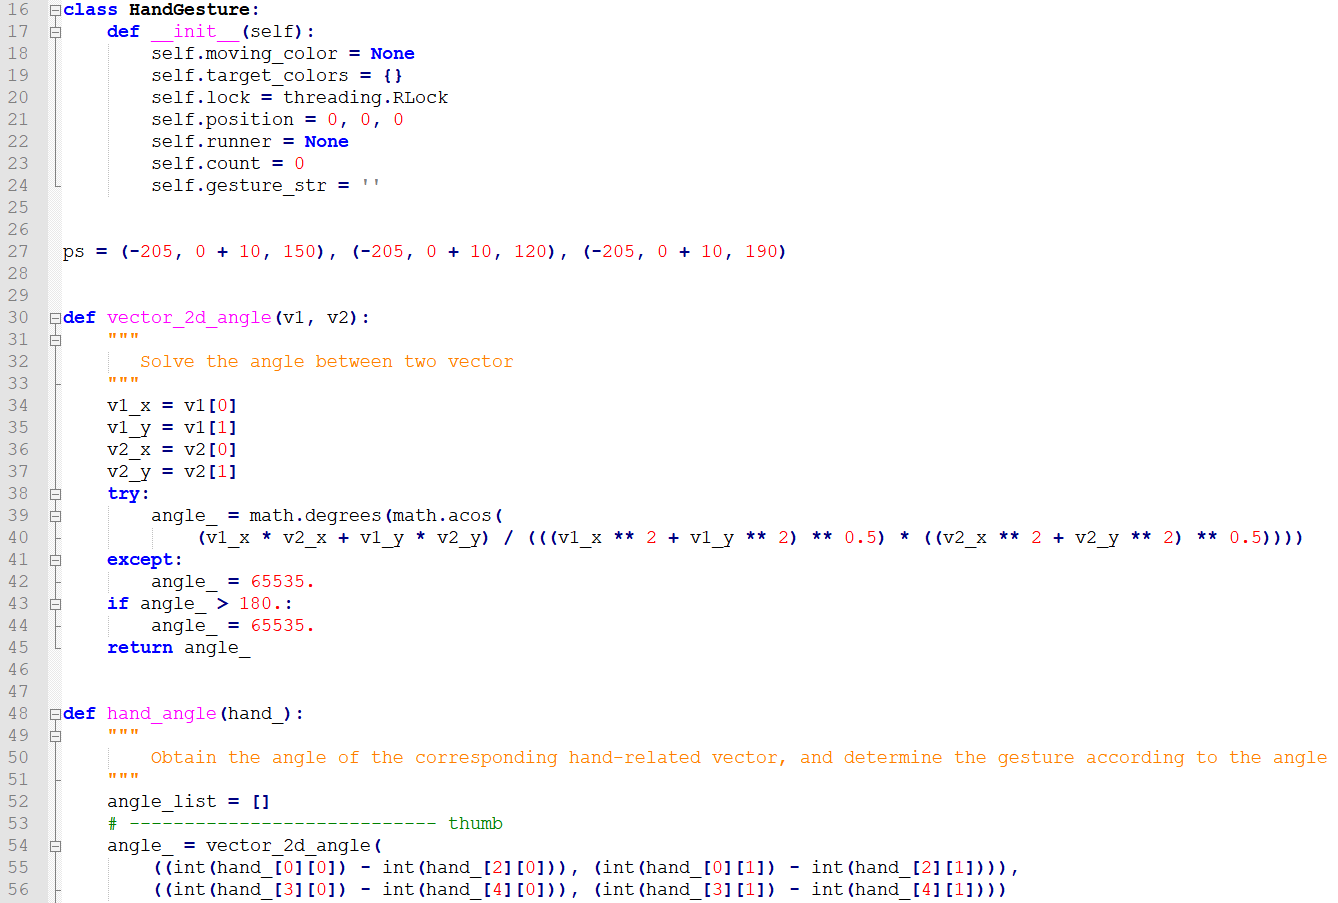 16 class HandGesture:
17     def __init__(self):
18         self.moving_color = None
19         self.target_colors = {}
20         self.lock = threading.RLock
21         self.position = 0, 0, 0
22         self.runner = None
23         self.count = 0
24         self.gesture_str = ''
25
26
27 ps = (-205, 0 + 10, 150), (-205, 0 + 10, 120), (-205, 0 + 10, 190)
28
29
30 def vector_2d_angle(v1, v2):
31     """
32        Solve the angle between two vector
33     """
34     v1_x = v1[0]
35     v1_y = v1[1]
36     v2_x = v2[0]
37     v2_y = v2[1]
38     try:
39         angle_ = math.degrees(math.acos(
40             (v1_x * v2_x + v1_y * v2_y) / (((v1_x ** 2 + v1_y ** 2) ** 0.5) * ((v2_x ** 2 + v2_y ** 2) ** 0.5))))
41     except:
42         angle_ = 65535.
43     if angle_ > 180.:
44         angle_ = 65535.
45     return angle_
46
47
48 def hand_angle(hand_):
49     """
50         Obtain the angle of the corresponding hand-related vector, and determine the gesture according to the angle
51     """
52     angle_list = []
53     # ---------------------------- thumb
54     angle_ = vector_2d_angle(
55         ((int(hand_[0][0]) - int(hand_[2][0])), (int(hand_[0][1]) - int(hand_[2][1]))),
56         ((int(hand_[3][0]) - int(hand_[4][0])), (int(hand_[3][1]) - int(hand_[4][1])))